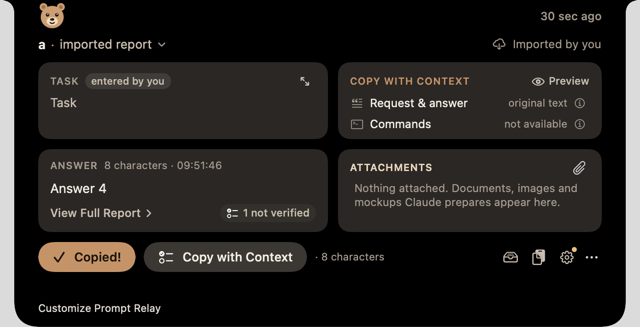 30 sec ago
a · imported report
Imported by you
TASK entered by you
Task
COPY WITH CONTEXT
Preview
Request & answer original text
Commands not available
ANSWER 8 characters · 09:51:46
Answer 4
View Full Report >
1 not verified
ATTACHMENTS
Nothing attached. Documents, images and
mockups Claude prepares appear here.
Copied!
Copy with Context
· 8 characters
Customize Prompt Relay